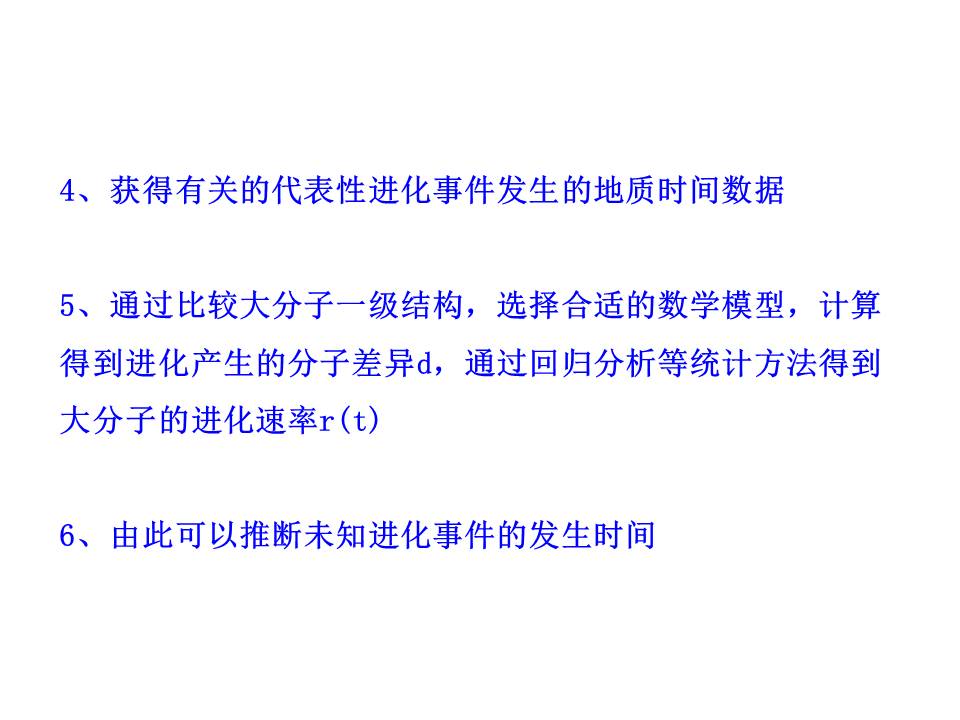 4、获得有关的代表性进化事件发生的地质时间数据
5、通过比较大分子一级结构，选择合适的数学模型，计算
得到进化产生的分子差异d，通过回归分析等统计方法得到
大分子的进化速率r(t)
6、由此可以推断未知进化事件的发生时间